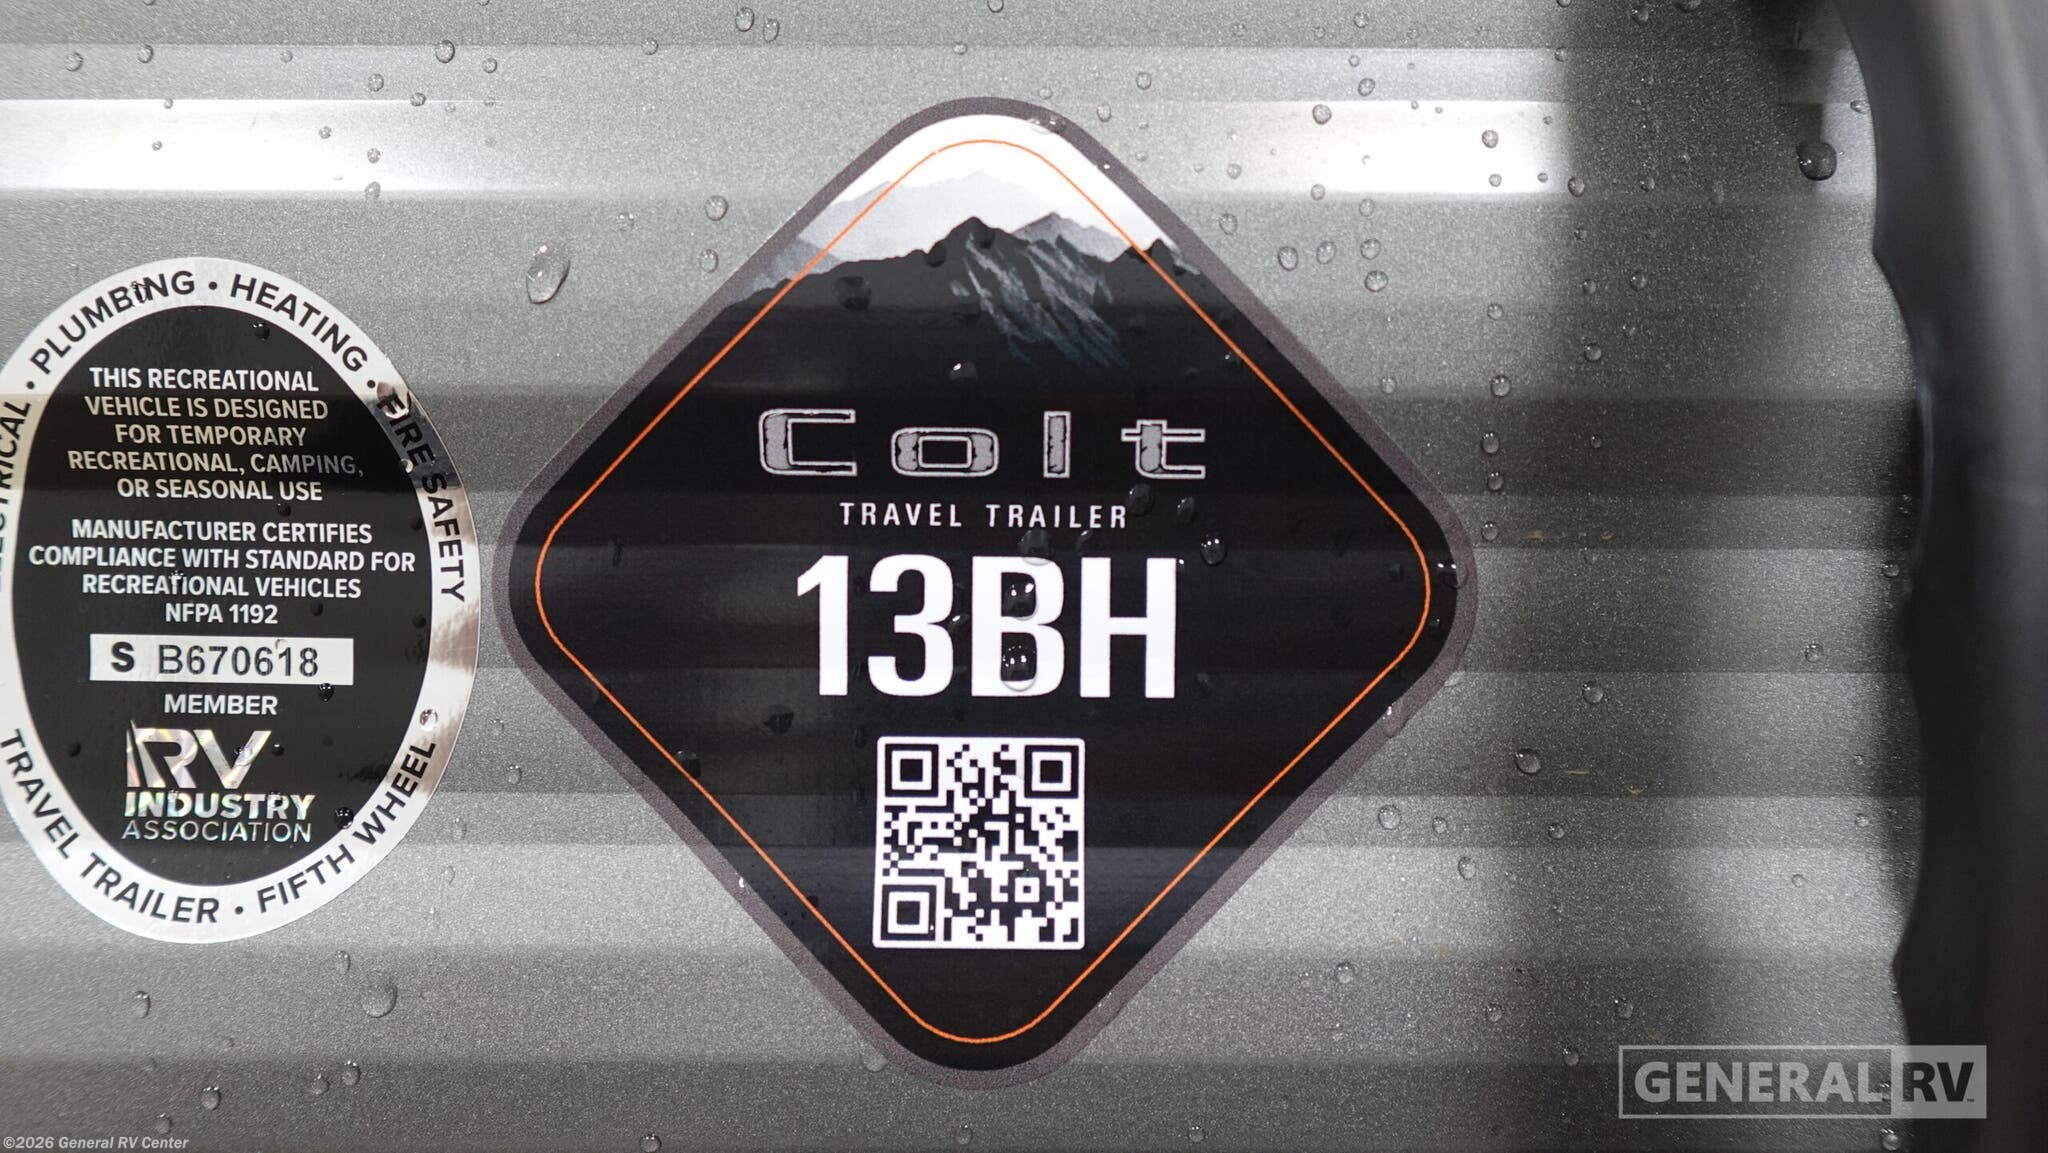 ELECTRICAL • PLUMBING • HEATING • FIRE SAFETY
THIS RECREATIONAL
VEHICLE IS DESIGNED
FOR TEMPORARY
RECREATIONAL, CAMPING,
OR SEASONAL USE
MANUFACTURER CERTIFIES
COMPLIANCE WITH STANDARD FOR
RECREATIONAL VEHICLES
NFPA 1192
S B670618
MEMBER
RV
INDUSTRY
ASSOCIATION
TRAVEL TRAILER • FIFTH WHEEL
Colt
TRAVEL TRAILER
13BH
GENERAL RV
©2026 General RV Center